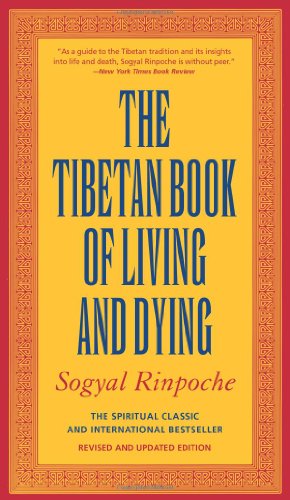 "As a guide to the Tibetan tradition and its insights
into life and death, Sogyal Rinpoche is without peer."
—New York Times Book Review
THE
TIBETAN BOOK
OF LIVING
AND DYING
Sogyal Rinpoche
THE SPIRITUAL CLASSIC
AND INTERNATIONAL BESTSELLER
REVISED AND UPDATED EDITION